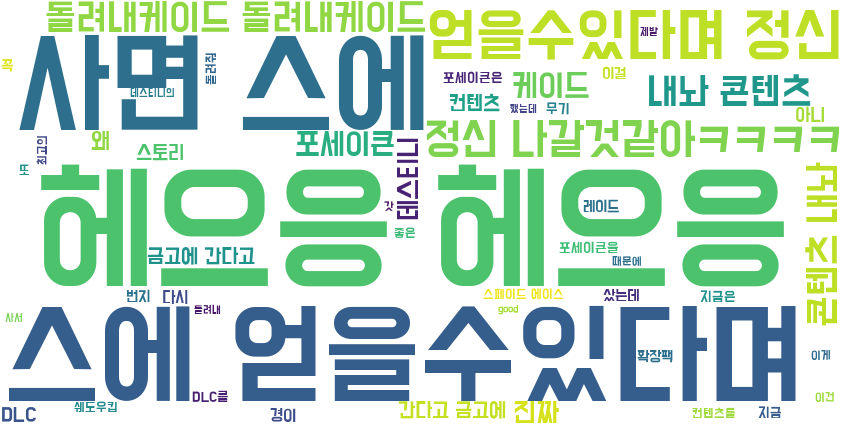 돌려내케이드 돌려내케이드
얻을수있다며 정신
제발
꼭
사면 스에
데스티니의
돌려줘
포세이큰은
케이드
이걸
내놔 콘텐츠
컨텐츠
했는데
무기
아니
최고의
왜
스토리
포세이큰
정신 나갈것같아ㅋㅋㅋㅋ
또
데스티니
콘텐츠 내놔
헤으응 헤으응
갓
레이드
좋은
금고에 간다고
포세이큰을
때문에
번지
다시
돌려내
스페이드 에이스
good
샀는데
지금은
사서
스에 얻을수있다며
확장팩
이게
DLC
쉐도우킵
DLC를
경이
간다고 금고에
진짜
컨텐츠를
지금
이건